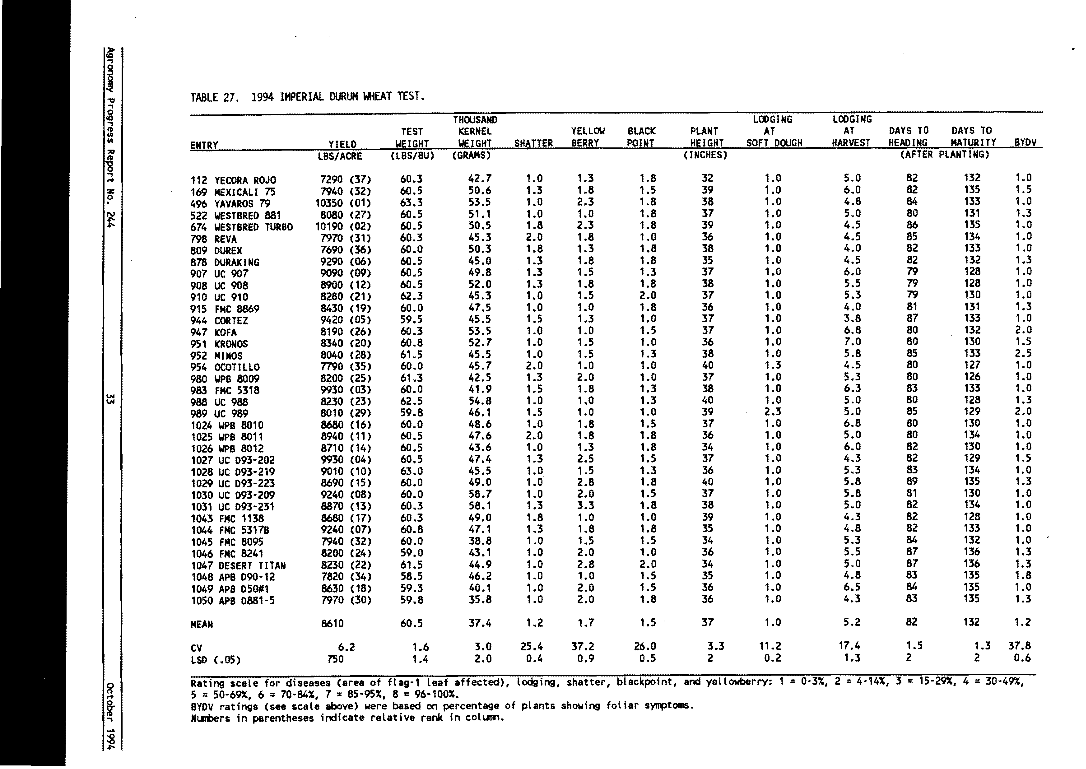 Agronomy Progress Report No. 244
33
October 1994
TABLE 27. 1994 IMPERIAL DURUM WHEAT TEST.
THOUSAND LODGING LODGING
TEST KERNEL YELLOW BLACK PLANT AT AT DAYS TO DAYS TO
ENTRY YIELD WEIGHT WEIGHT SHATTER BERRY POINT HEIGHT SOFT DOUGH HARVEST HEADING MATURITY BYDV
LBS/ACRE (LBS/BU) (GRAMS) (INCHES) (AFTER PLANTING)
112 YECORA ROJO 7290 (37) 60.3 42.7 1.0 1.3 1.8 32 1.0 5.0 82 132 1.0
169 MEXICALI 75 7940 (32) 60.5 50.6 1.3 1.8 1.5 39 1.0 6.0 82 135 1.5
496 YAVAROS 79 10350 (01) 63.3 53.5 1.0 2.3 1.8 38 1.0 4.8 84 133 1.0
522 WESTBRED 881 8080 (27) 60.5 51.1 1.0 1.0 1.8 37 1.0 5.0 80 131 1.3
674 WESTBRED TURBO 10190 (02) 60.5 50.5 1.8 2.3 1.8 39 1.0 4.5 86 135 1.0
798 REVA 7970 (31) 60.3 45.3 2.0 1.8 1.0 36 1.0 4.5 85 134 1.0
809 DUREX 7690 (36) 60.0 50.3 1.8 1.3 1.8 38 1.0 4.0 82 133 1.0
878 DURAKING 9290 (06) 60.5 45.0 1.3 1.8 1.8 35 1.0 4.5 82 132 1.3
907 UC 907 9090 (09) 60.5 49.8 1.3 1.5 1.3 37 1.0 6.0 79 128 1.0
908 UC 908 8900 (12) 60.5 52.0 1.3 1.8 1.8 38 1.0 5.5 79 128 1.0
910 UC 910 8280 (21) 62.3 45.3 1.0 1.5 2.0 37 1.0 5.3 79 130 1.0
915 FMC 8869 8430 (19) 60.0 47.5 1.0 1.0 1.8 36 1.0 4.0 81 131 1.3
944 CORTEZ 9420 (05) 59.5 45.5 1.5 1.3 1.0 37 1.0 3.8 87 133 1.0
947 KOFA 8190 (26) 60.3 53.5 1.0 1.0 1.5 37 1.0 6.8 80 132 2.0
951 KRONOS 8340 (20) 60.8 52.7 1.0 1.5 1.0 36 1.0 7.0 80 130 1.5
952 MINOS 8040 (28) 61.5 45.5 1.0 1.5 1.3 38 1.0 5.8 85 133 2.5
954 OCOTILLO 7790 (35) 60.0 45.7 2.0 1.0 1.0 40 1.3 4.5 80 127 1.0
980 WPB 8009 8200 (25) 61.3 42.5 1.3 2.0 1.0 37 1.0 5.3 80 126 1.0
983 FMC 5318 9930 (03) 60.0 41.9 1.5 1.8 1.3 38 1.0 6.3 83 133 1.0
988 UC 988 8230 (23) 62.5 54.8 1.0 1.0 1.3 40 1.0 5.0 80 128 1.3
989 UC 989 8010 (29) 59.8 46.1 1.5 1.0 1.0 39 2.3 5.0 85 129 2.0
1024 WPB 8010 8680 (16) 60.0 48.6 1.0 1.8 1.5 37 1.0 6.8 80 130 1.0
1025 WPB 8011 8940 (11) 60.5 47.6 2.0 1.8 1.8 36 1.0 5.0 80 134 1.0
1026 WPB 8012 8710 (14) 60.5 43.6 1.0 1.3 1.8 34 1.0 6.0 82 130 1.0
1027 UC D93-202 9930 (04) 60.5 47.4 1.3 2.5 1.5 37 1.0 4.3 82 129 1.5
1028 UC D93-219 9010 (10) 63.0 45.5 1.0 1.5 1.3 36 1.0 5.3 83 134 1.0
1029 UC D93-223 8690 (15) 60.0 49.0 1.0 2.8 1.8 40 1.0 5.8 89 135 1.3
1030 UC D93-209 9240 (08) 60.0 58.7 1.0 2.0 1.5 37 1.0 5.8 81 130 1.0
1031 UC D93-231 8870 (13) 60.3 58.1 1.3 3.3 1.8 38 1.0 5.0 82 134 1.0
1043 FMC 1138 8680 (17) 60.3 49.0 1.8 1.0 1.0 39 1.0 4.3 82 128 1.0
1044 FMC 5317B 9240 (07) 60.8 47.1 1.3 1.8 1.8 35 1.0 4.8 82 133 1.0
1045 FMC 8095 7940 (32) 60.0 38.8 1.0 1.5 1.5 34 1.0 5.3 84 132 1.0
1046 FMC 8241 8200 (24) 59.0 43.1 1.0 2.0 1.0 36 1.0 5.5 87 136 1.3
1047 DESERT TITAN 8230 (22) 61.5 44.9 1.0 2.8 2.0 34 1.0 5.0 87 136 1.3
1048 APB D90-12 7820 (34) 58.5 46.2 1.0 1.0 1.5 35 1.0 4.8 83 135 1.8
1049 APB D50#1 8630 (18) 59.3 40.1 1.0 2.0 1.5 36 1.0 6.5 84 135 1.0
1050 APB D881-5 7970 (30) 59.8 35.8 1.0 2.0 1.8 36 1.0 4.3 83 135 1.3
MEAN 8610 60.5 37.4 1.2 1.7 1.5 37 1.0 5.2 82 132 1.2
CV 6.2 1.6 3.0 25.4 37.2 26.0 3.3 11.2 17.4 1.5 1.3 37.8
LSD (.05) 750 1.4 2.0 0.4 0.9 0.5 2 0.2 1.3 2 2 0.6
Rating scale for diseases (area of flag-1 leaf affected), lodging, shatter, blackpoint, and yellowberry: 1 = 0-3%, 2 = 4-14%, 3 = 15-29%, 4 = 30-49%,
5 = 50-69%, 6 = 70-84%, 7 = 85-95%, 8 = 96-100%.
BYDV ratings (see scale above) were based on percentage of plants showing foliar symptoms.
Numbers in parentheses indicate relative rank in column.